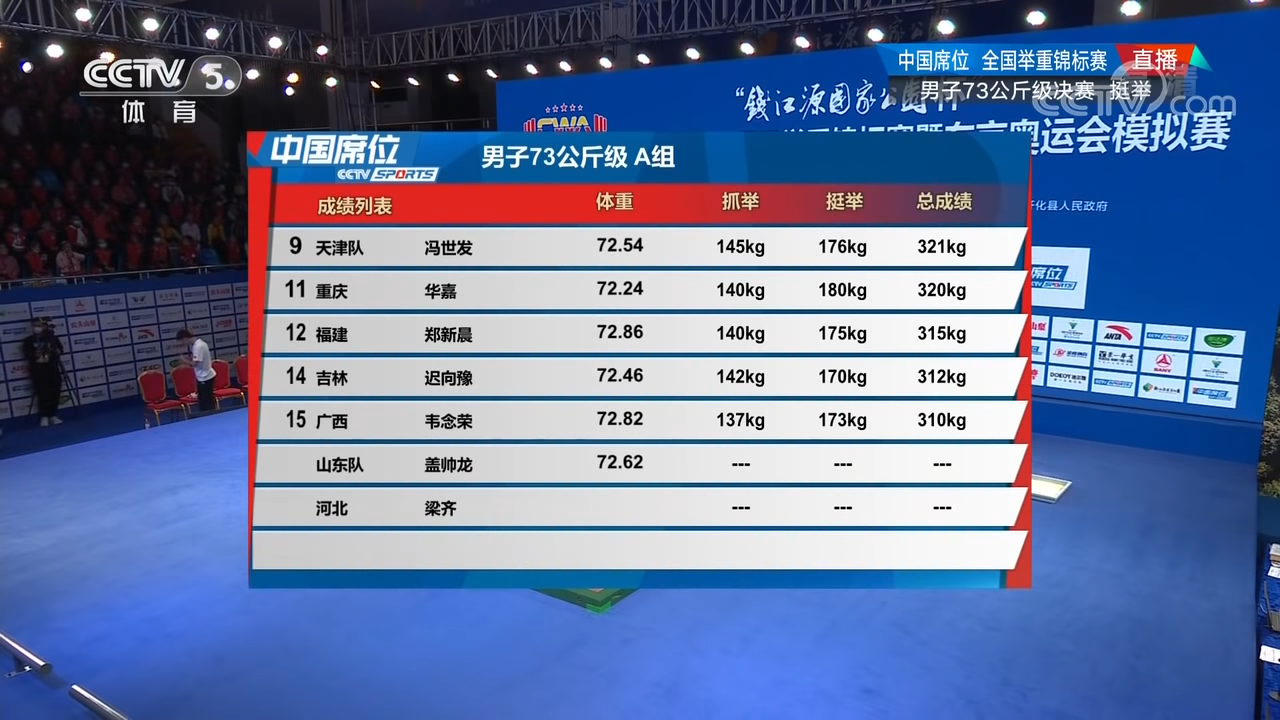 CCTV 5.
体育
中国席位 全国举重锦标赛 直播
男子73公斤级决赛 挺举
“钱江源国家公园杯”
东京奥运会模拟赛
化县人民政府
中国席位
CCTV SPORTS
男子73公斤级 A组
成绩列表 体重 抓举 挺举 总成绩
9 天津队 冯世发 72.54 145kg 176kg 321kg
11 重庆 华嘉 72.24 140kg 180kg 320kg
12 福建 郑新晨 72.86 140kg 175kg 315kg
14 吉林 迟向豫 72.46 142kg 170kg 312kg
15 广西 韦念荣 72.82 137kg 173kg 310kg
山东队 盖帅龙 72.62 --- --- ---
河北 梁齐 --- --- ---
席位
ANTA
SANY